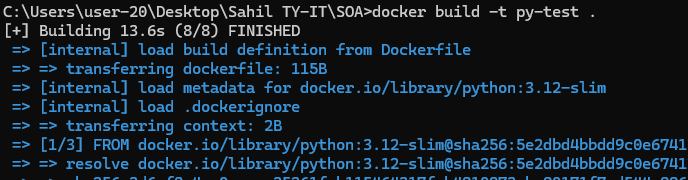 C:\Users\user-20\Desktop\Sahil TY-IT\SOA>docker build -t py-test .
[+] Building 13.6s (8/8) FINISHED
=> [internal] load build definition from Dockerfile
=> => transferring dockerfile: 115B
=> [internal] load metadata for docker.io/library/python:3.12-slim
=> [internal] load .dockerignore
=> => transferring context: 2B
=> [1/3] FROM docker.io/library/python:3.12-slim@sha256:5e2dbd4bbdd9c0e6741
=> => resolve docker.io/library/python:3.12-slim@sha256:5e2dbd4bbdd9c0e6741